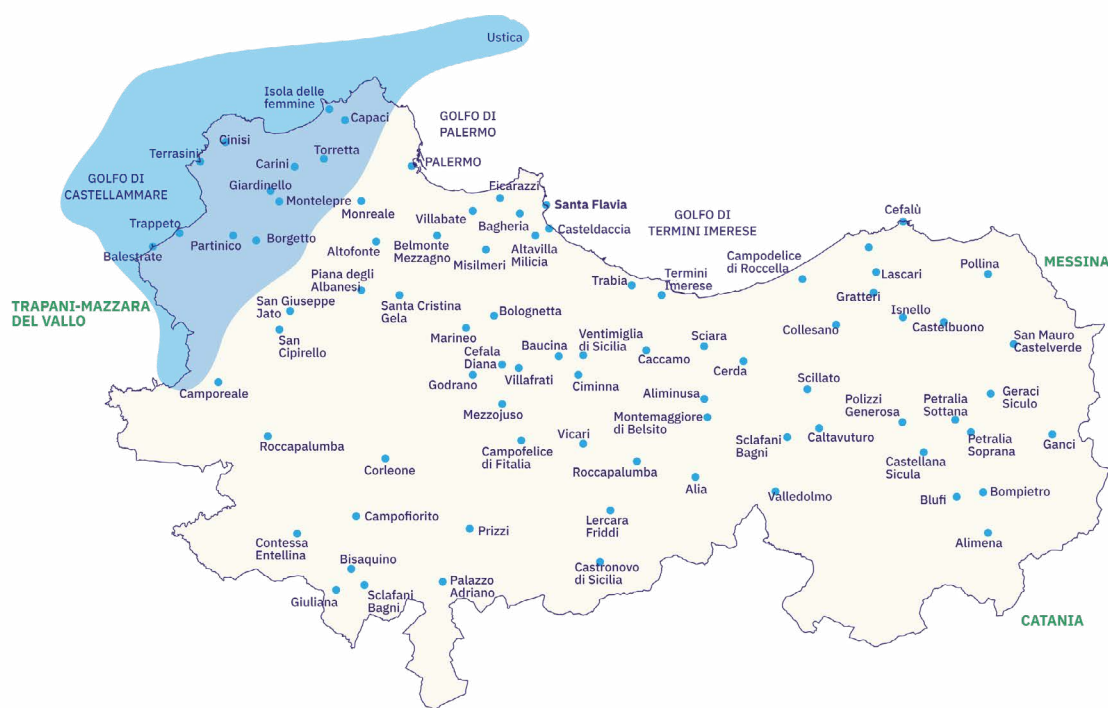 Ustica
Isola delle
femmine
Capaci
GOLFO DI
PALERMO
Cinisi
Terrasini
Torretta
Carini
PALERMO
GOLFO DI
CASTELLAMMARE
Giardinello
Montelepre
Monreale
Ficarazzi
Santa Flavia
Villabate
Bagheria
Casteldaccia
GOLFO DI
TERMINI IMERESE
Cefalù
Trappeto
Partinico
Borgetto
Balestrate
Altofonte
Belmonte
Mezzagno
Misilmeri
Altavilla
Milicia
Campodelice
di Roccella
Lascari
Pollina
MESSINA
Piana degli
Albanesi
Trabia
Termini
Imerese
Gratteri
TRAPANI-MAZZARA
DEL VALLO
San Giuseppe
Jato
Santa Cristina
Gela
Bolognetta
Isnello
Castelbuono
Collesano
San
Cipirello
Marineo
Baucina
Ventimiglia
di Sicilia
Sciara
San Mauro
Castelverde
Cefala
Diana
Caccamo
Cerda
Godrano
Villafrati
Ciminna
Camporeale
Scillato
Aliminusa
Geraci
Siculo
Mezzojuso
Montemaggiore
di Belsito
Polizzi
Generosa
Petralia
Sottana
Roccapalumba
Campofelice
di Fitalia
Vicari
Sclafani
Bagni
Caltavuturo
Petralia
Soprana
Ganci
Corleone
Roccapalumba
Castellana
Sicula
Alia
Valledolmo
Blufi
Bompietro
Campofiorito
Prizzi
Lercara
Friddi
Contessa
Entellina
Alimena
Bisaquino
Castronovo
di Sicilia
Giuliana
Sclafani
Bagni
Palazzo
Adriano
CATANIA